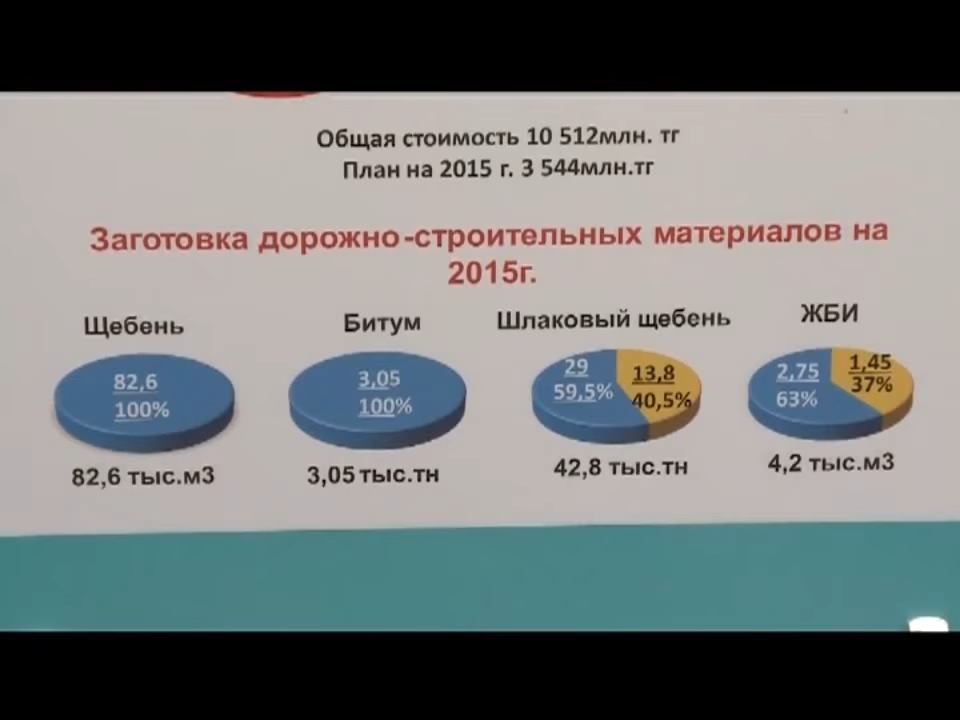 Общая стоимость 10 512млн. тг
План на 2015 г. 3 544млн.тг
Заготовка дорожно-строительных материалов на
2015г.
Щебень
82,6
100%
82,6 тыс.м3
Битум
3,05
100%
3,05 тыс.тн
Шлаковый щебень
29
59,5%
13,8
40,5%
42,8 тыс.тн
ЖБИ
2,75
63%
1,45
37%
4,2 тыс.м3